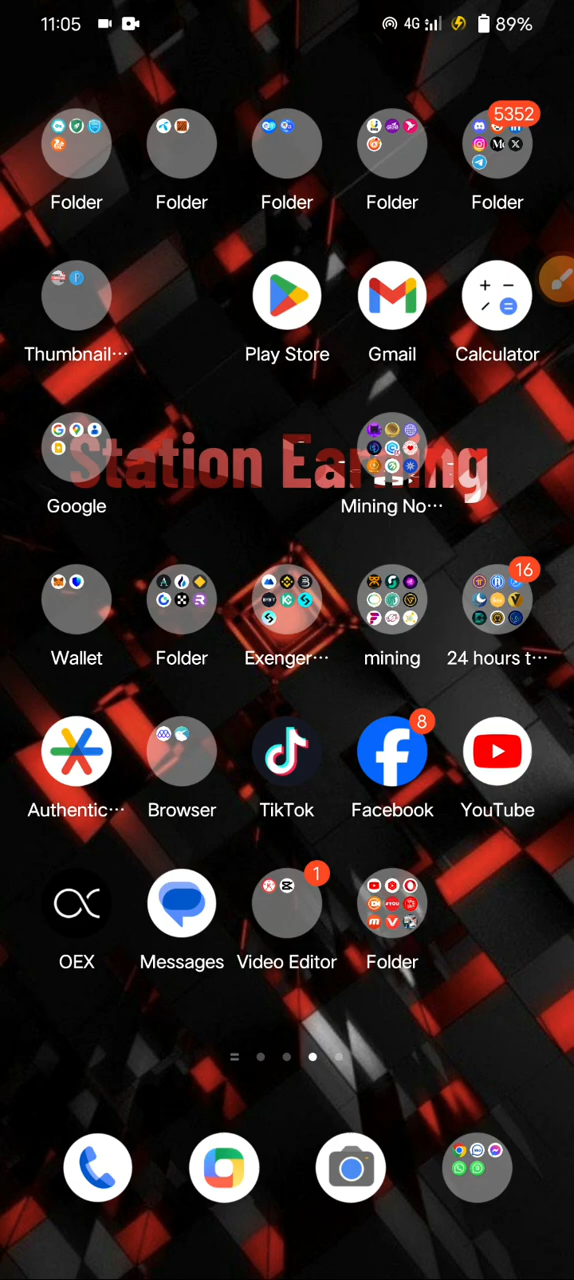 11:05 4G 89%
5352
Folder Folder Folder Folder Folder
Thumbnail··· Play Store Gmail Calculator
Station Earning
Google Mining No···
16
Wallet Folder Exenger··· mining 24 hours t···
8
Authentic··· Browser TikTok Facebook YouTube
1
OEX Messages Video Editor Folder